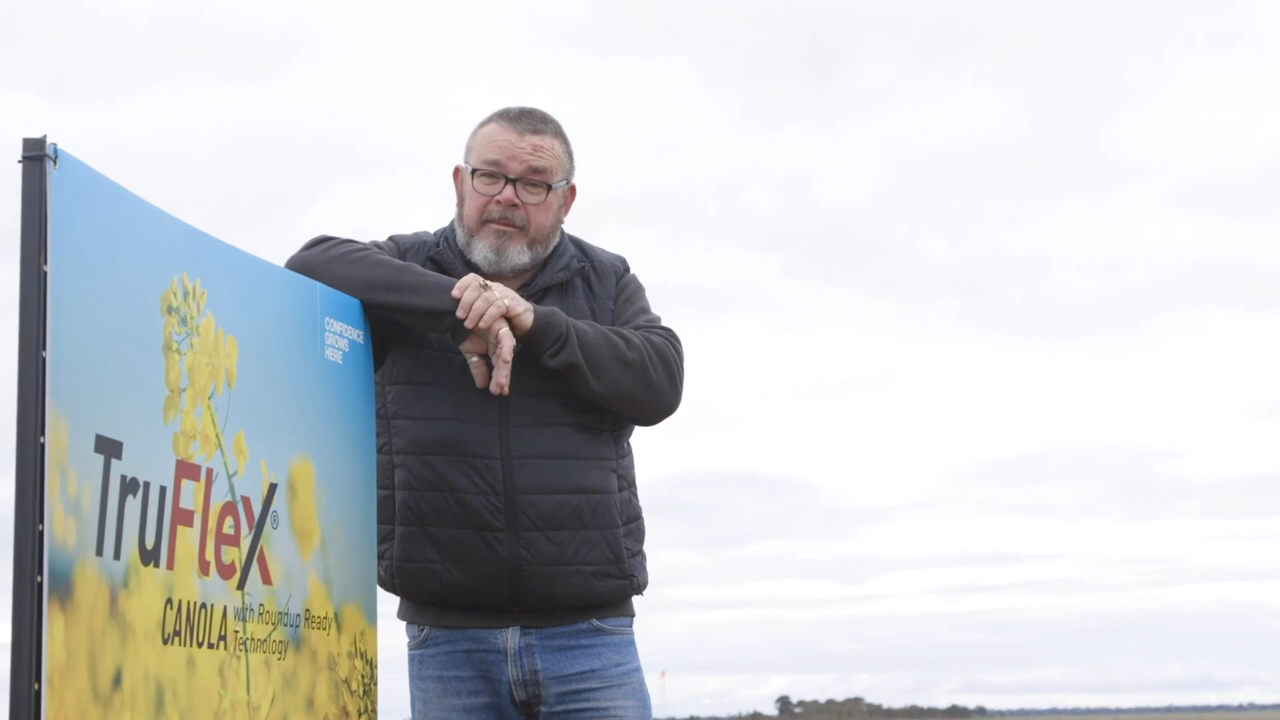 CONFIDENCE
GROWS
HERE
TruFlex®
CANOLA with Roundup Ready®
Technology